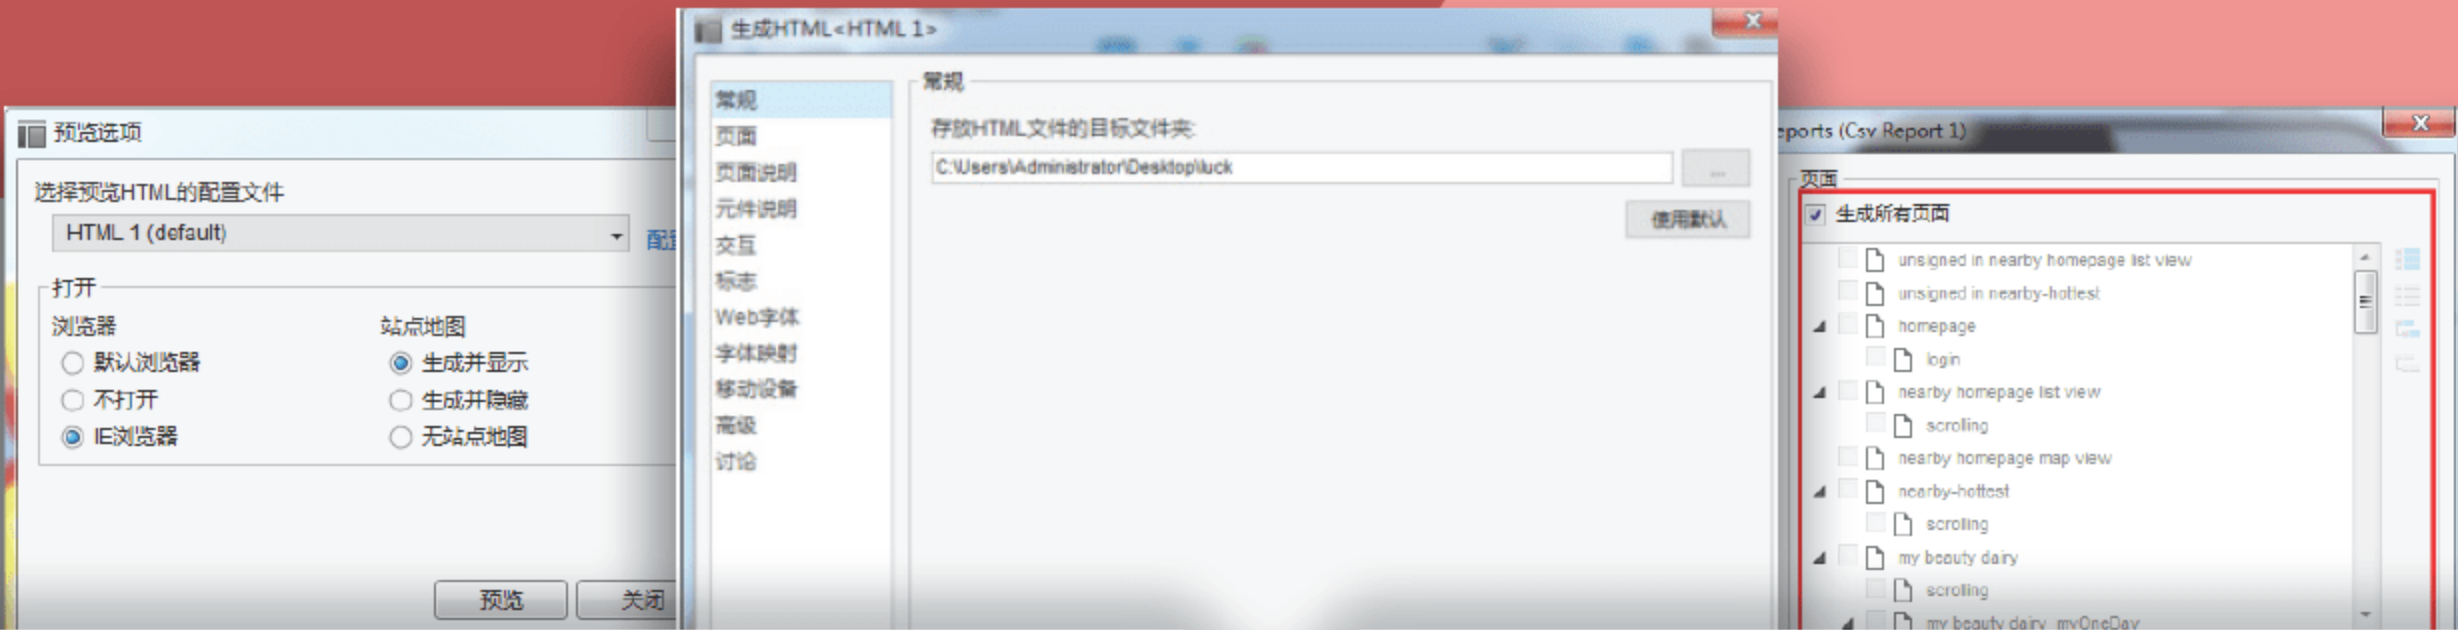 预览选项
选择预览HTML的配置文件
HTML 1 (default)
打开
浏览器
站点地图
默认浏览器
生成并显示
不打开
生成并隐藏
IE浏览器
无站点地图
预览
关闭
生成HTML<HTML 1>
常规
页面
页面说明
元件说明
交互
标志
Web字体
字体映射
移动设备
高级
讨论
常规
存放HTML文件的目标文件夹:
C:\Users\Administrator\Desktop\luck
...
使用默认
(Csv Report 1)
页面
生成所有页面
unsigned in nearby homepage list view
unsigned in nearby-hottest
homepage
login
nearby homepage list view
scrolling
nearby homepage map view
nearby-hottest
scrolling
my beauty dairy
scrolling
my beauty dairy_myOneDay